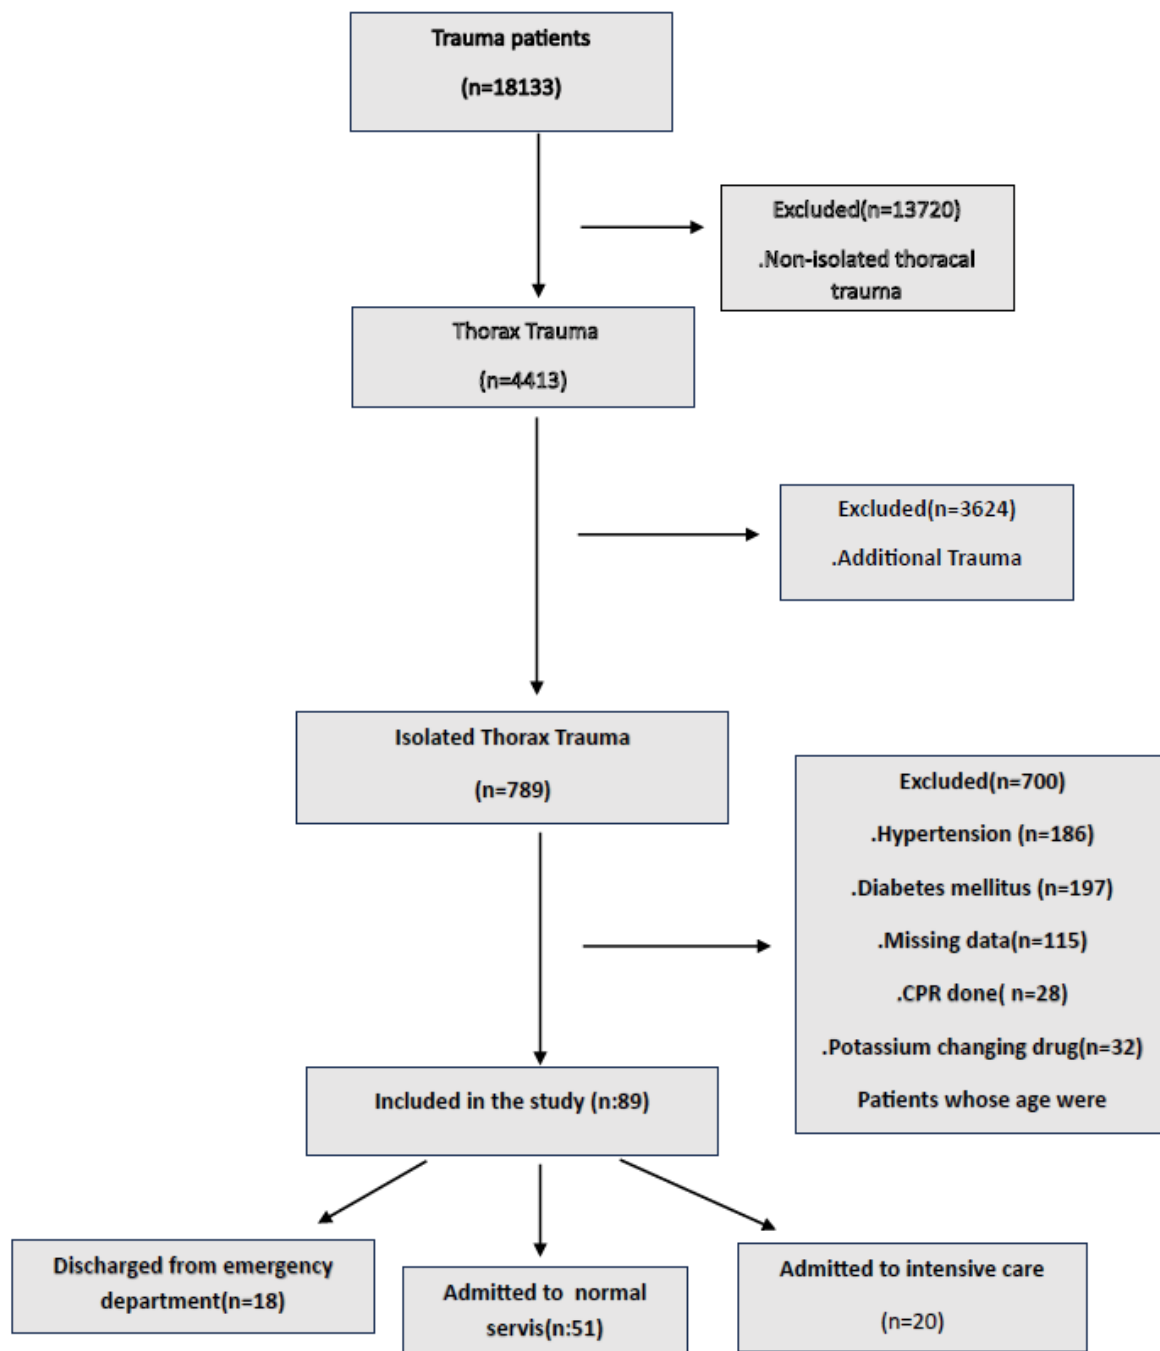 Trauma patients
(n=18133)
Excluded(n=13720)
.Non-isolated thoracal
trauma
Thorax Trauma
(n=4413)
Excluded(n=3624)
.Additional Trauma
Isolated Thorax Trauma
(n=789)
Excluded(n=700)
.Hypertension (n=186)
.Diabetes mellitus (n=197)
.Missing data(n=115)
.CPR done( n=28)
.Potassium changing drug(n=32)
Patients whose age were
Included in the study (n:89)
Discharged from emergency
department(n=18)
Admitted to normal
servis(n:51)
Admitted to intensive care
(n=20)